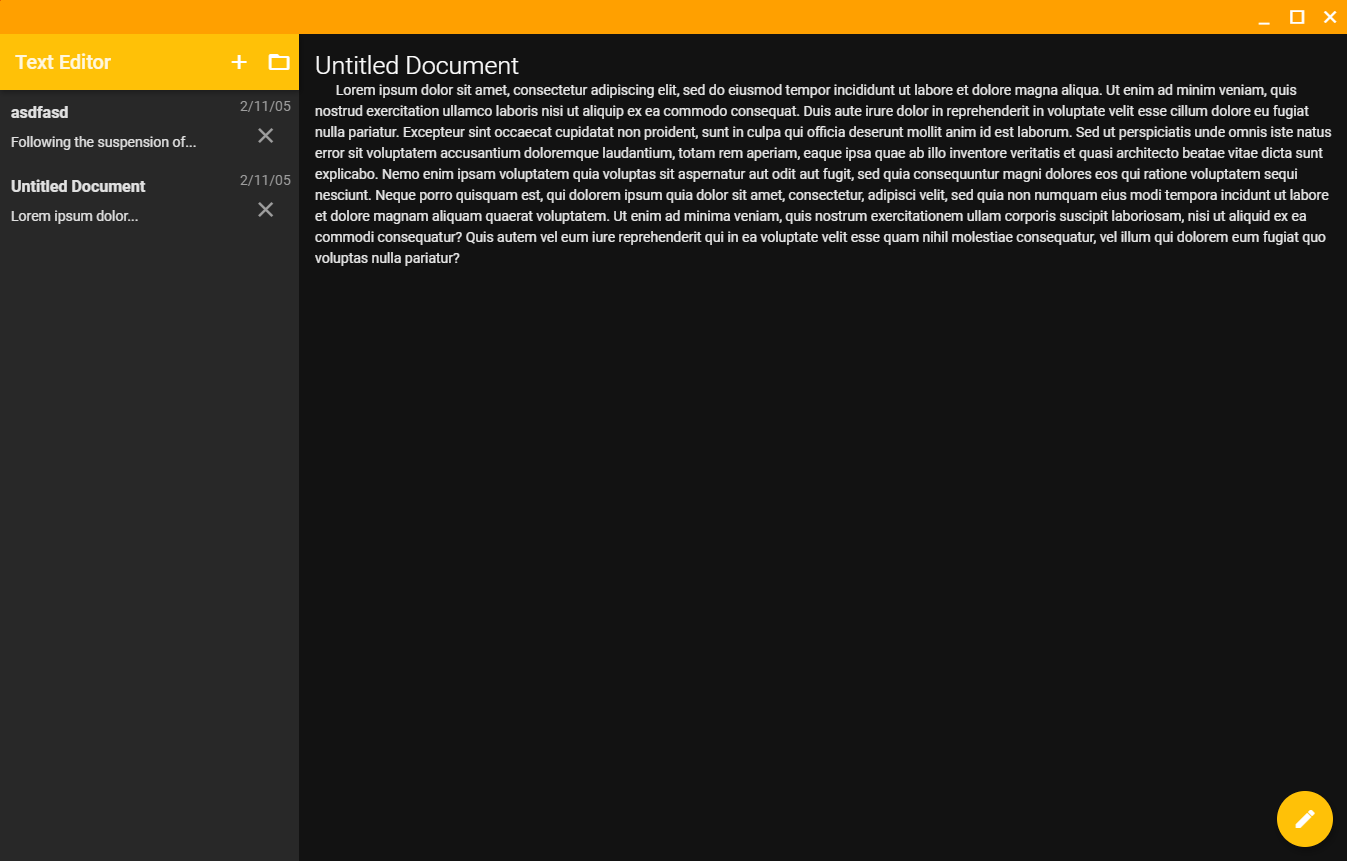 Text Editor
asdfasd
2/11/05
Following the suspension of...
Untitled Document
2/11/05
Lorem ipsum dolor...
Untitled Document
Lorem ipsum dolor sit amet, consectetur adipiscing elit, sed do eiusmod tempor incididunt ut labore et dolore magna aliqua. Ut enim ad minim veniam, quis
nostrud exercitation ullamco laboris nisi ut aliquip ex ea commodo consequat. Duis aute irure dolor in reprehenderit in voluptate velit esse cillum dolore eu fugiat
nulla pariatur. Excepteur sint occaecat cupidatat non proident, sunt in culpa qui officia deserunt mollit anim id est laborum. Sed ut perspiciatis unde omnis iste natus
error sit voluptatem accusantium doloremque laudantium, totam rem aperiam, eaque ipsa quae ab illo inventore veritatis et quasi architecto beatae vitae dicta sunt
explicabo. Nemo enim ipsam voluptatem quia voluptas sit aspernatur aut odit aut fugit, sed quia consequuntur magni dolores eos qui ratione voluptatem sequi
nesciunt. Neque porro quisquam est, qui dolorem ipsum quia dolor sit amet, consectetur, adipisci velit, sed quia non numquam eius modi tempora incidunt ut labore
et dolore magnam aliquam quaerat voluptatem. Ut enim ad minima veniam, quis nostrum exercitationem ullam corporis suscipit laboriosam, nisi ut aliquid ex ea
commodi consequatur? Quis autem vel eum iure reprehenderit qui in ea voluptate velit esse quam nihil molestiae consequatur, vel illum qui dolorem eum fugiat quo
voluptas nulla pariatur?